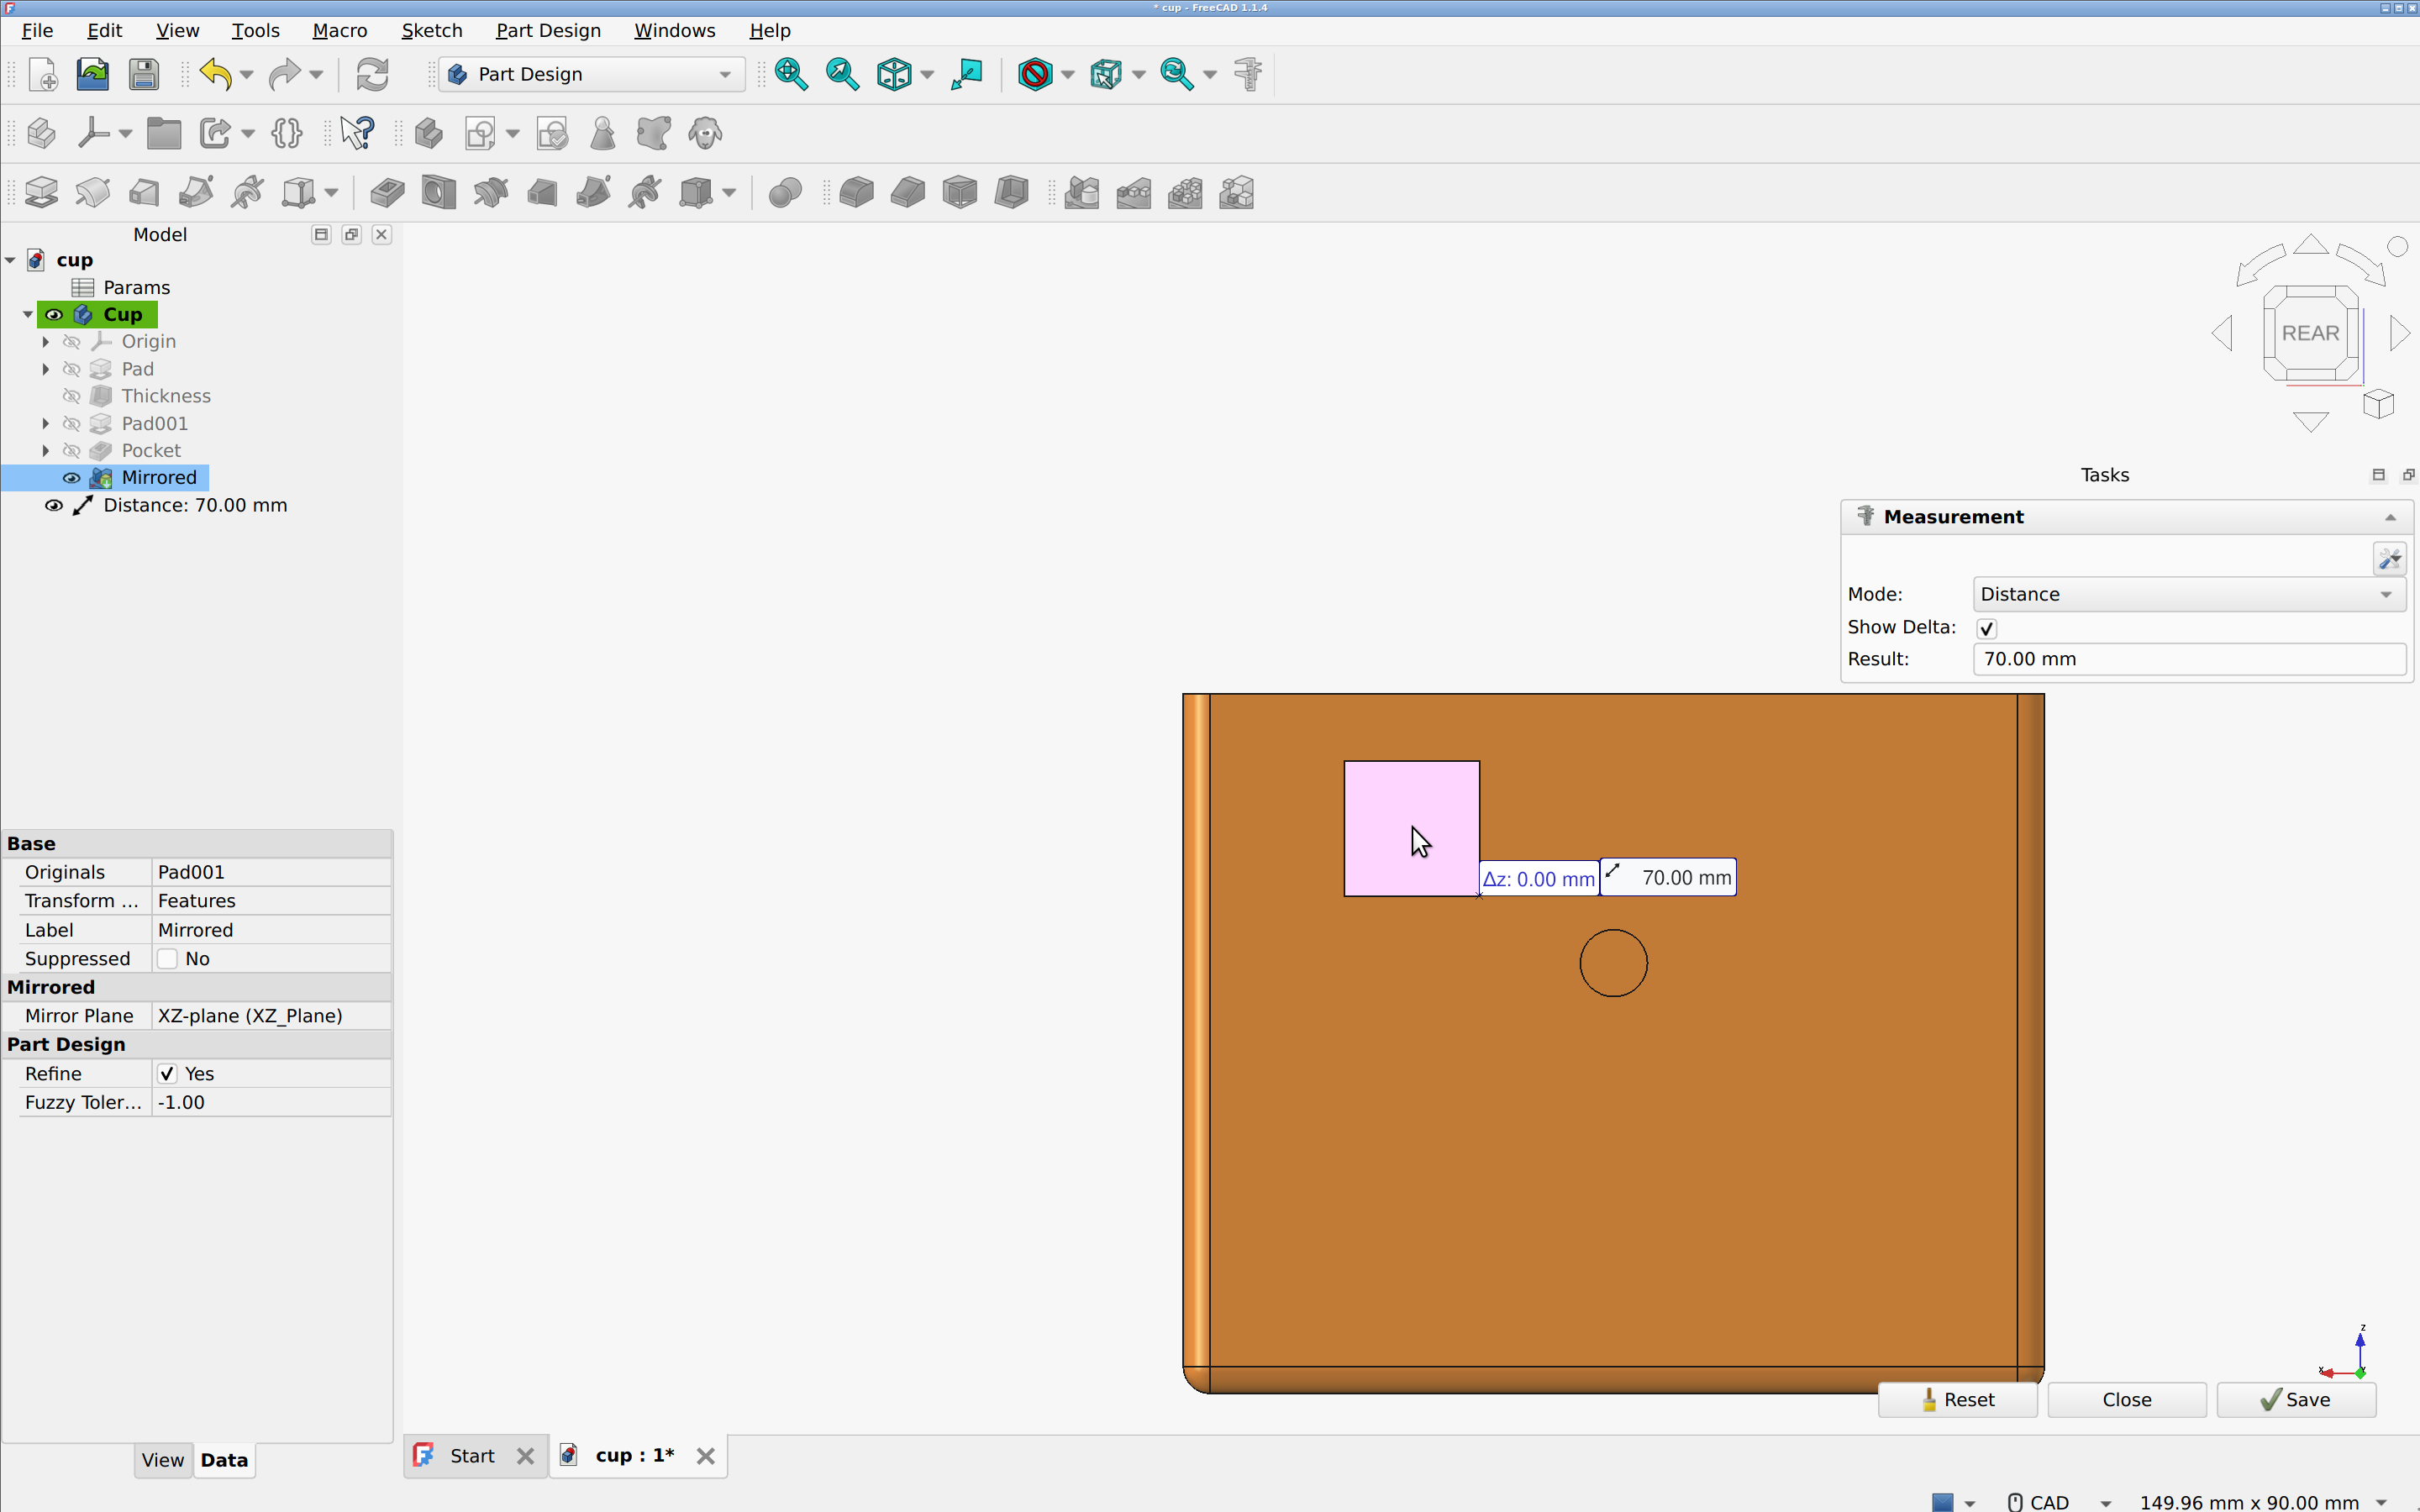 * cup - FreeCAD 1.1.4
File Edit View Tools Macro Sketch Part Design Windows Help
Part Design
Model
cup
Params
Cup
Origin
Pad
Thickness
Pad001
Pocket
Mirrored
Distance: 70.00 mm
REAR
Tasks
Measurement
Mode: Distance
Show Delta:
Result: 70.00 mm
Δz: 0.00 mm
70.00 mm
Base
Originals Pad001
Transform ... Features
Label Mirrored
Suppressed No
Mirrored
Mirror Plane XZ-plane (XZ_Plane)
Part Design
Refine Yes
Fuzzy Toler... -1.00
z
x
Reset Close Save
View Data
Start
cup : 1*
CAD
149.96 mm x 90.00 mm